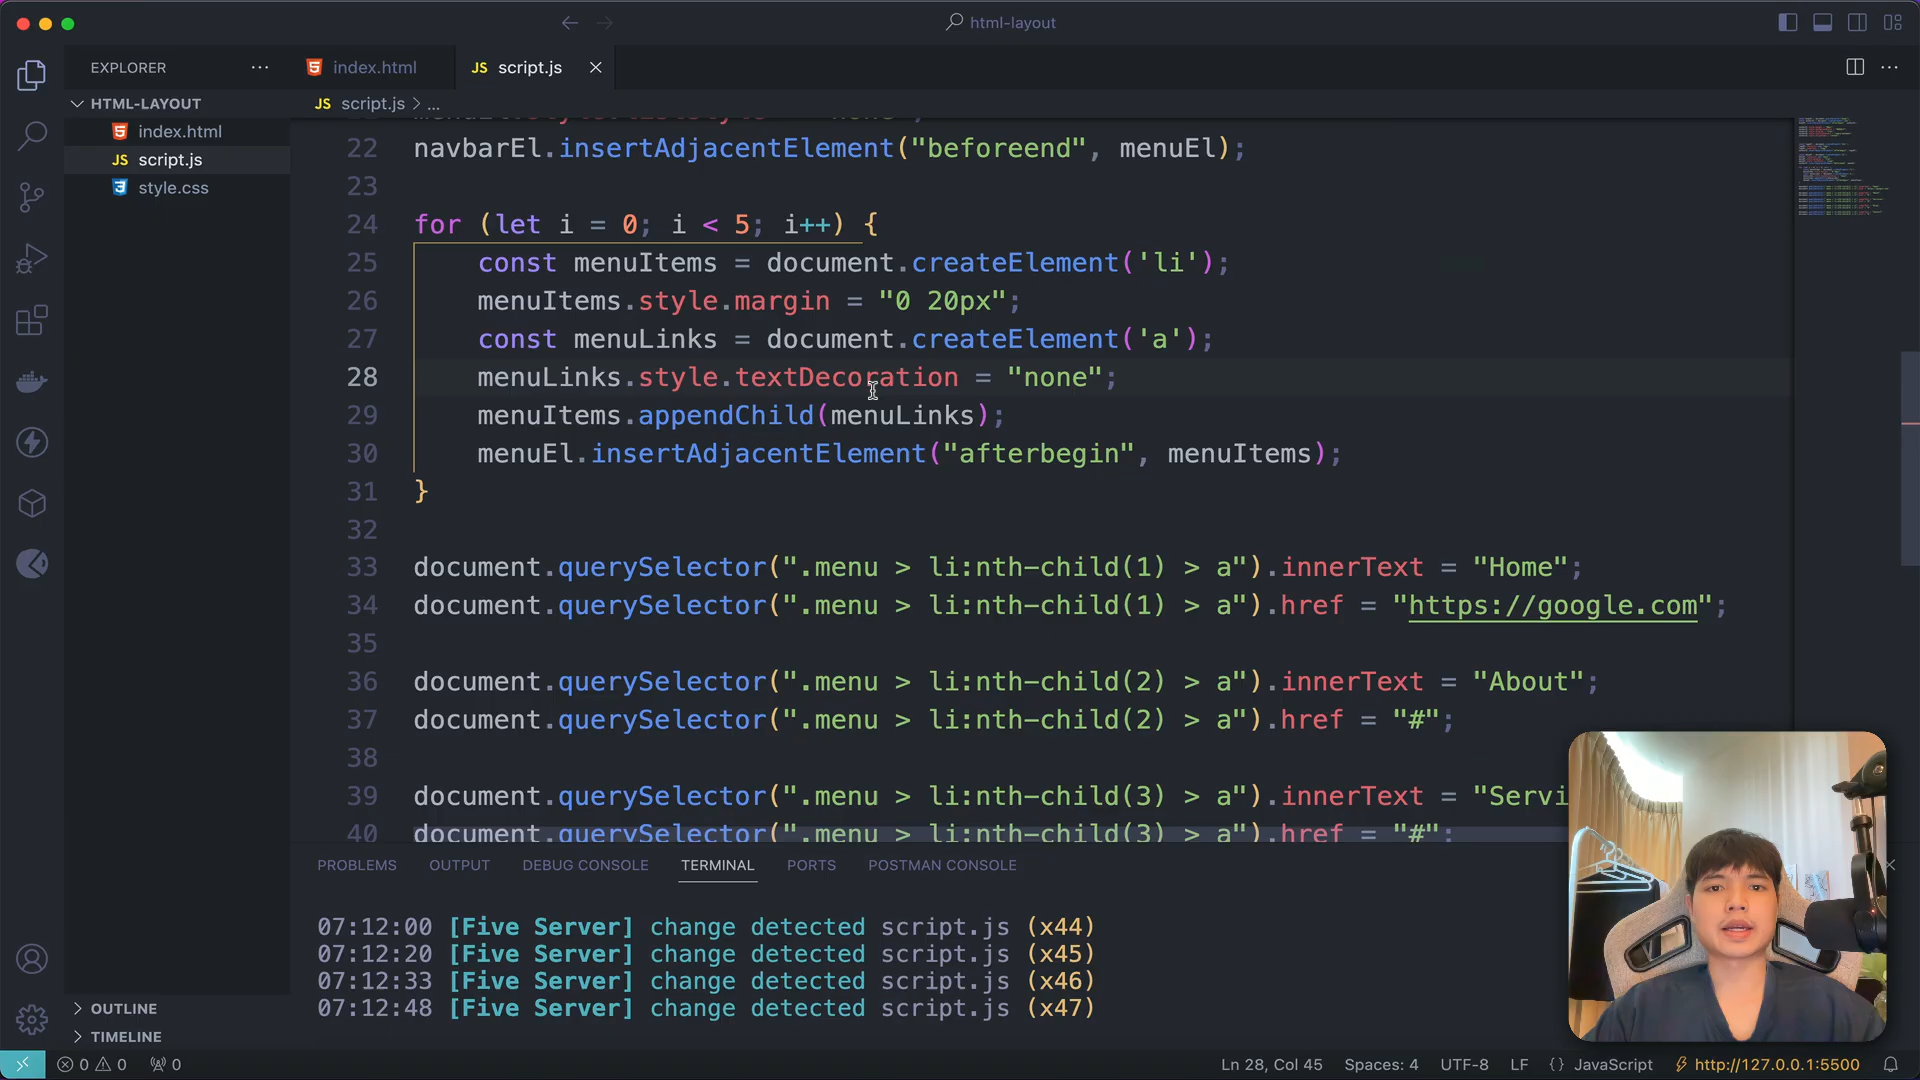 html-layout
EXPLORER
index.html
JS script.js
HTML-LAYOUT
JS script.js > ...
index.html
JS script.js
style.css
22 navbarEl.insertAdjacentElement("beforeend", menuEl);
23
24 for (let i = 0; i < 5; i++) {
25 const menuItems = document.createElement('li');
26 menuItems.style.margin = "0 20px";
27 const menuLinks = document.createElement('a');
28 menuLinks.style.textDecoration = "none";
29 menuItems.appendChild(menuLinks);
30 menuEl.insertAdjacentElement("afterbegin", menuItems);
31 }
32
33 document.querySelector(".menu > li:nth-child(1) > a").innerText = "Home";
34 document.querySelector(".menu > li:nth-child(1) > a").href = "https://google.com";
35
36 document.querySelector(".menu > li:nth-child(2) > a").innerText = "About";
37 document.querySelector(".menu > li:nth-child(2) > a").href = "#";
38
39 document.querySelector(".menu > li:nth-child(3) > a").innerText = "Servi
40 document.querySelector(".menu > li:nth-child(3) > a").href = "#";
PROBLEMS OUTPUT DEBUG CONSOLE TERMINAL PORTS POSTMAN CONSOLE
07:12:00 [Five Server] change detected script.js (x44)
07:12:20 [Five Server] change detected script.js (x45)
07:12:33 [Five Server] change detected script.js (x46)
07:12:48 [Five Server] change detected script.js (x47)
OUTLINE
TIMELINE
0 0 0
Ln 28, Col 45 Spaces: 4 UTF-8 LF {} JavaScript http://127.0.0.1:5500